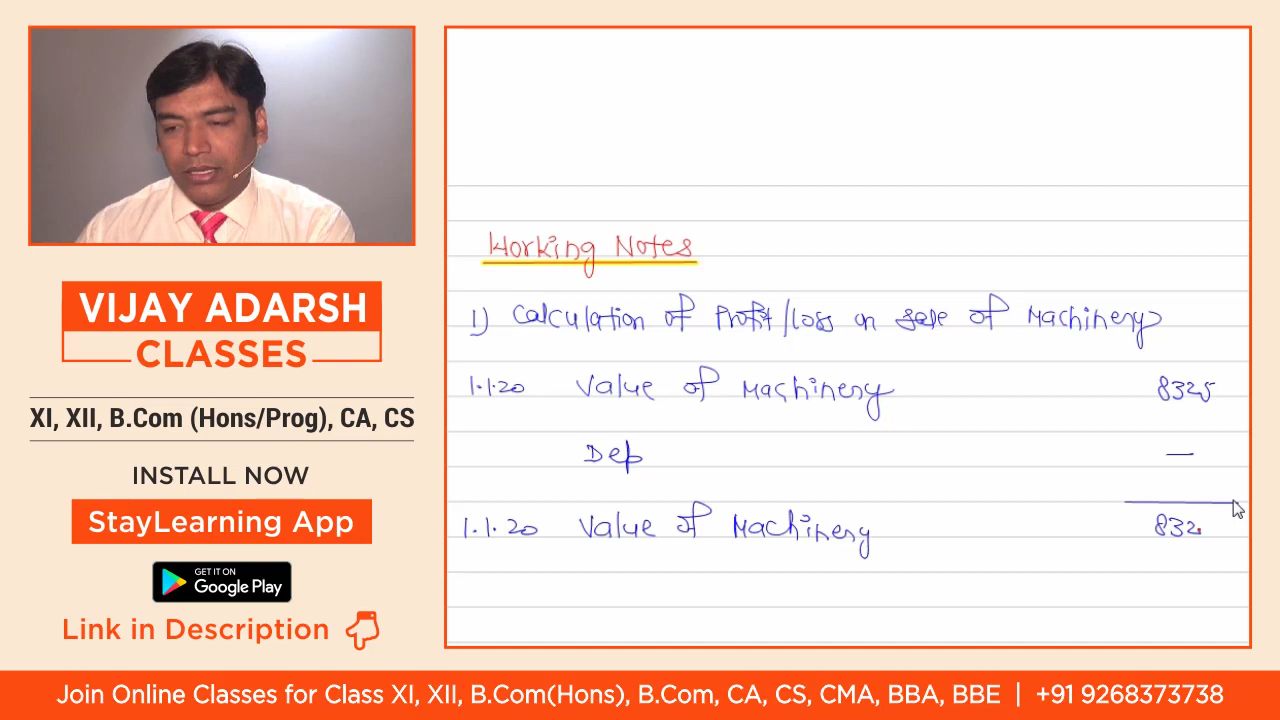 VIJAY ADARSH
CLASSES
XI, XII, B.Com (Hons/Prog), CA, CS
INSTALL NOW
StayLearning App
GET IT ON
Google Play
Link in Description
Working Notes
1) Calculation of Profit/Loss on Sale of Machinery
1.1.20 Value of Machinery 8325
Dep —
1.1.20 Value of Machinery 832
Join Online Classes for Class XI, XII, B.Com(Hons), B.Com, CA, CS, CMA, BBA, BBE | +91 9268373738